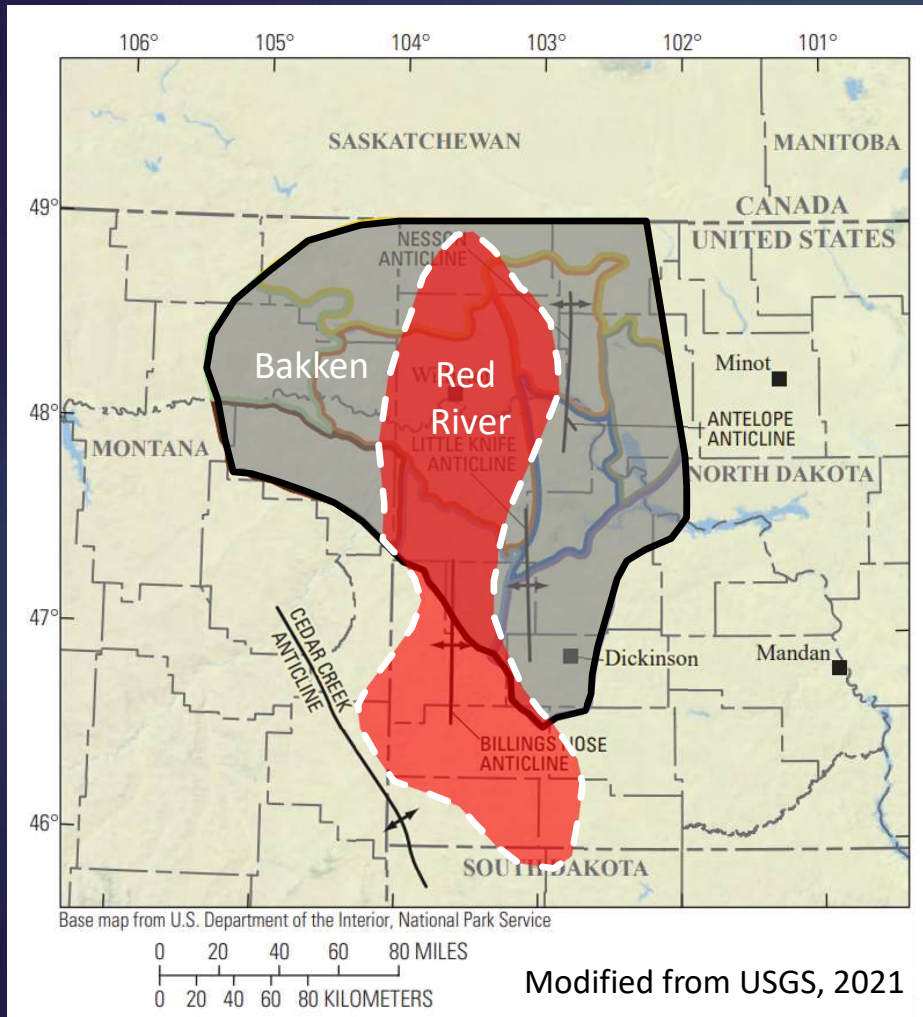 106° 105° 104° 103° 102° 101°
SASKATCHEWAN
MANITOBA
49°
CANADA
UNITED STATES
NESSON
ANTICLINE
Bakken
Red
River
Minot
48°
MONTANA
LITTLE KNIFE
ANTICLINE
ANTELOPE
ANTICLINE
NORTH DAKOTA
47°
CEDAR CREEK
ANTICLINE
Dickinson
Mandan
BILLINGS NOSE
ANTICLINE
46°
SOUTH DAKOTA
Base map from U.S. Department of the Interior, National Park Service
0 20 40 60 80 MILES
0 20 40 60 80 KILOMETERS
Modified from USGS, 2021